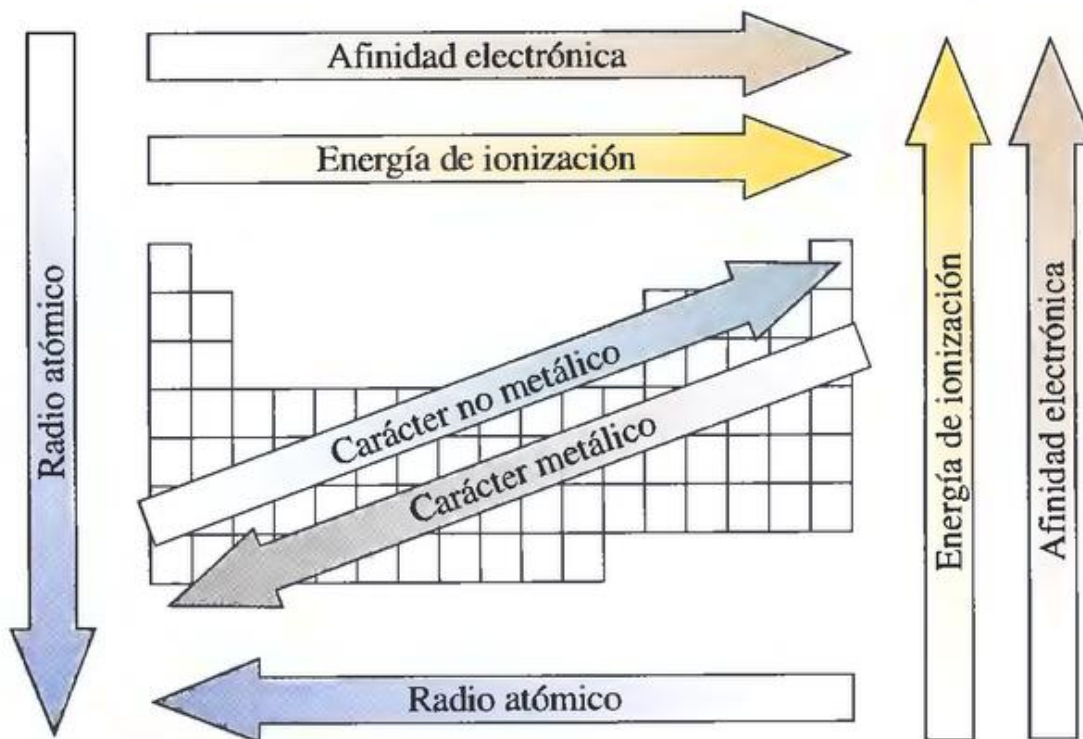 Afinidad electrónica
Energía de ionización
Radio atómico
Carácter no metálico
Carácter metálico
Energía de ionización
Afinidad electrónica
Radio atómico